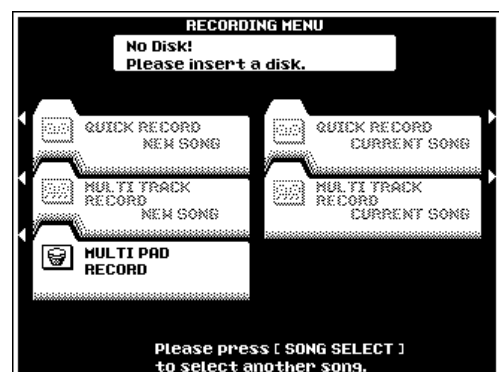 RECORDING MENU
No Disk!
Please insert a disk.
QUICK RECORD
NEW SONG
QUICK RECORD
CURRENT SONG
MULTI TRACK
RECORD
NEW SONG
MULTI TRACK
RECORD
CURRENT SONG
MULTI PAD
RECORD
Please press [ SONG SELECT ]
to select another song.